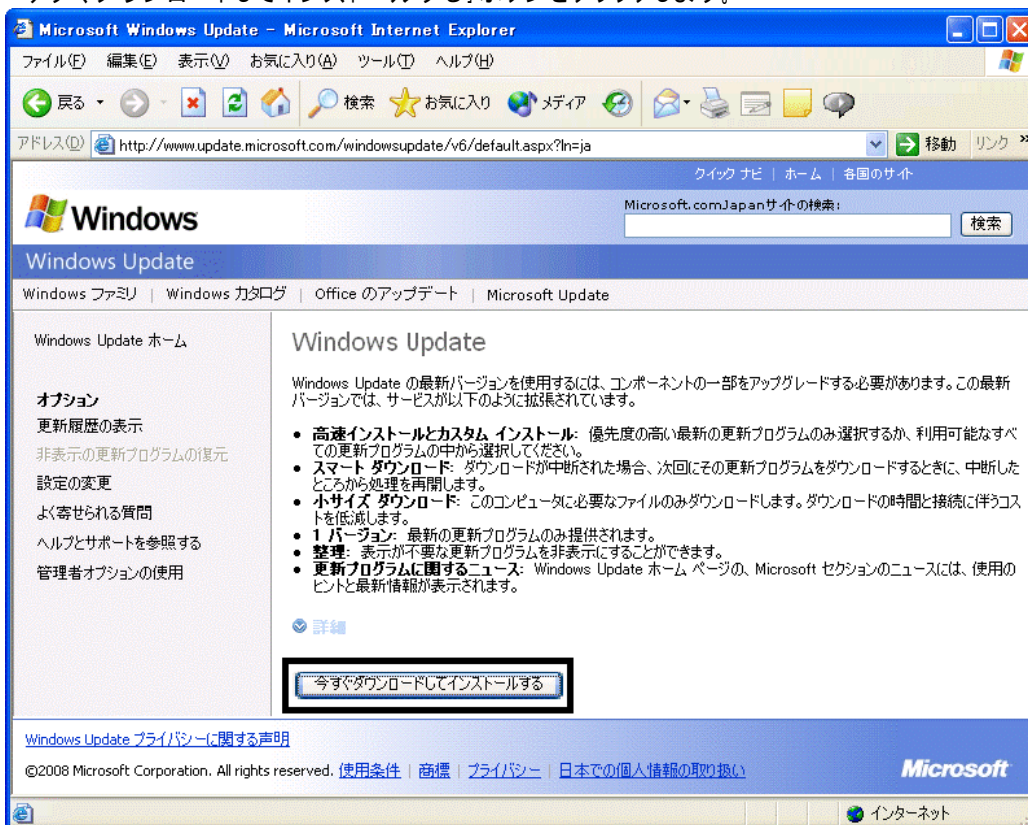 Microsoft Windows Update - Microsoft Internet Explorer
ファイル(F) 編集(E) 表示(V) お気に入り(A) ツール(T) ヘルプ(H)
戻る 検索 お気に入り メディア
アドレス(D) http://www.update.microsoft.com/windowsupdate/v6/default.aspx?ln=ja 移動 リンク »
クイック ナビ | ホーム | 各国のサイト
Windows
Microsoft.comJapanサイトの検索:
検索
Windows Update
Windows ファミリ | Windows カタログ | Office のアップデート | Microsoft Update
Windows Update ホーム
オプション
更新履歴の表示
非表示の更新プログラムの復元
設定の変更
よく寄せられる質問
ヘルプとサポートを参照する
管理者オプションの使用
Windows Update
Windows Update の最新バージョンを使用するには、コンポーネントの一部をアップグレードする必要があります。この最新
バージョンでは、サービスが以下のように拡張されています。
• 高速インストールとカスタム インストール: 優先度の高い最新の更新プログラムのみ選択するか、利用可能なすべ
ての更新プログラムの中から選択してください。
• スマート ダウンロード: ダウンロードが中断された場合、次回にその更新プログラムをダウンロードするときに、中断した
ところから処理を再開します。
• 小サイズ ダウンロード: このコンピュータに必要なファイルのみダウンロードします。ダウンロードの時間と接続に伴うコス
トを低減します。
• 1 バージョン: 最新の更新プログラムのみ提供されます。
• 整理: 表示が不要な更新プログラムを非表示にすることができます。
• 更新プログラムに関するニュース: Windows Update ホーム ページの、Microsoft セクションのニュースには、使用の
ヒントと最新情報が表示されます。
詳細
今すぐダウンロードしてインストールする
Windows Update プライバシーに関する声明
©2008 Microsoft Corporation. All rights reserved. 使用条件 | 商標 | プライバシー | 日本での個人情報の取り扱い
Microsoft
インターネット